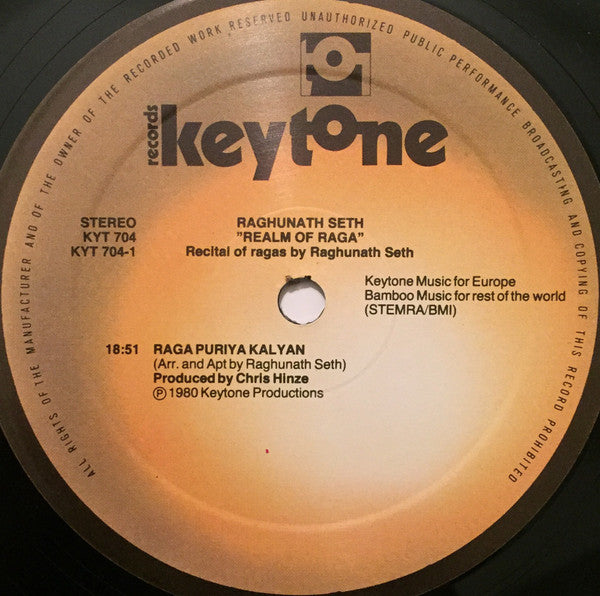 ALL RIGHTS OF THE MANUFACTURER AND OF THE OWNER OF THE RECORDED WORK RESERVED UNAUTHORIZED PUBLIC PERFORMANCE BROADCASTING AND COPYING OF THIS RECORD PROHIBITED
records
keytone
STEREO
KYT 704
KYT 704-1
RAGHUNATH SETH
"REALM OF RAGA"
Recital of ragas by Raghunath Seth
Keytone Music for Europe
Bamboo Music for rest of the world
(STEMRA/BMI)
18:51 RAGA PURIYA KALYAN
(Arr. and Apt by Raghunath Seth)
Produced by Chris Hinze
Ⓟ 1980 Keytone Productions